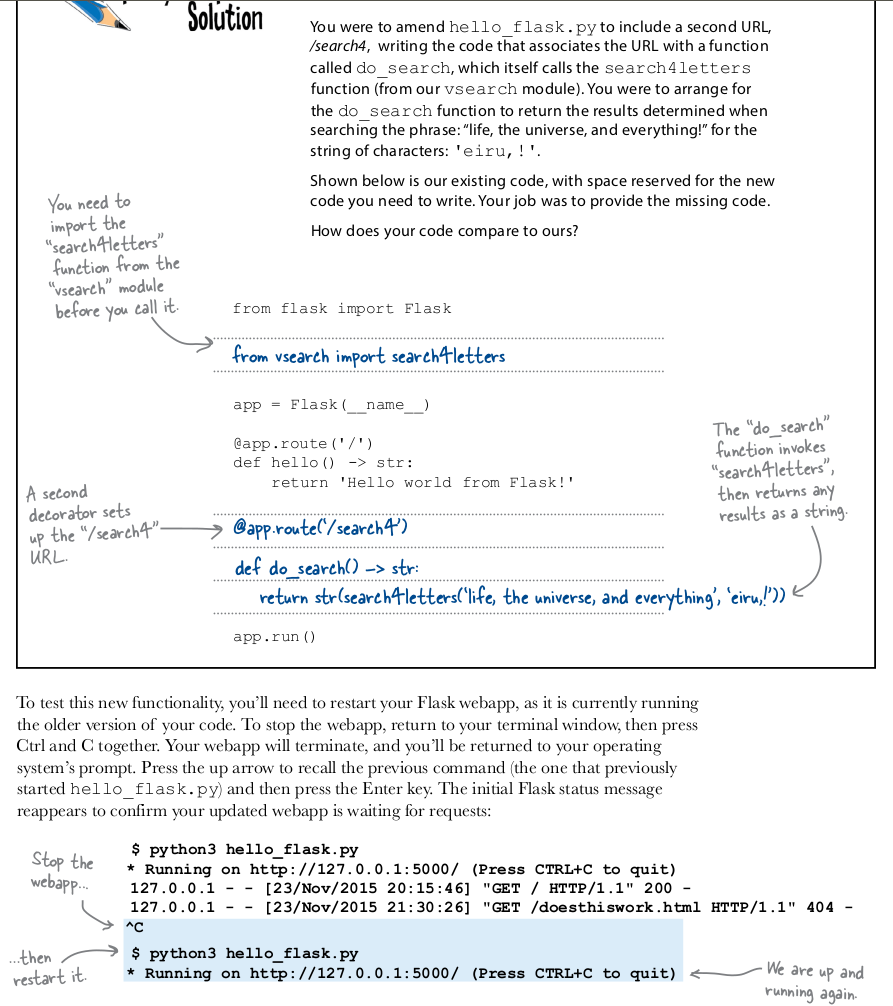 Solution
You were to amend hello_flask.py to include a second URL,
/search4, writing the code that associates the URL with a function
called do_search, which itself calls the search4letters
function (from our vsearch module). You were to arrange for
the do_search function to return the results determined when
searching the phrase: “life, the universe, and everything!” for the
string of characters: 'eiru,!'.
Shown below is our existing code, with space reserved for the new
code you need to write. Your job was to provide the missing code.
How does your code compare to ours?
You need to
import the
“search4letters”
function from the
“vsearch” module
before you call it.
from flask import Flask
from vsearch import search4letters
app = Flask(__name__)
@app.route('/')
def hello() -> str:
return 'Hello world from Flask!'
The “do_search”
function invokes
“search4letters”,
then returns any
results as a string.
A second
decorator sets
up the “/search4”
URL.
@app.route(‘/search4’)
def do_search() -> str:
return str(search4letters(‘life, the universe, and everything’, ‘eiru,!’))
app.run()
To test this new functionality, you’ll need to restart your Flask webapp, as it is currently running
the older version of your code. To stop the webapp, return to your terminal window, then press
Ctrl and C together. Your webapp will terminate, and you’ll be returned to your operating
system’s prompt. Press the up arrow to recall the previous command (the one that previously
started hello_flask.py) and then press the Enter key. The initial Flask status message
reappears to confirm your updated webapp is waiting for requests:
Stop the
webapp...
$ python3 hello_flask.py
* Running on http://127.0.0.1:5000/ (Press CTRL+C to quit)
127.0.0.1 - - [23/Nov/2015 20:15:46] "GET / HTTP/1.1" 200 -
127.0.0.1 - - [23/Nov/2015 21:30:26] "GET /doesthiswork.html HTTP/1.1" 404 -
^C
...then
restart it.
$ python3 hello_flask.py
* Running on http://127.0.0.1:5000/ (Press CTRL+C to quit)
We are up and
running again.